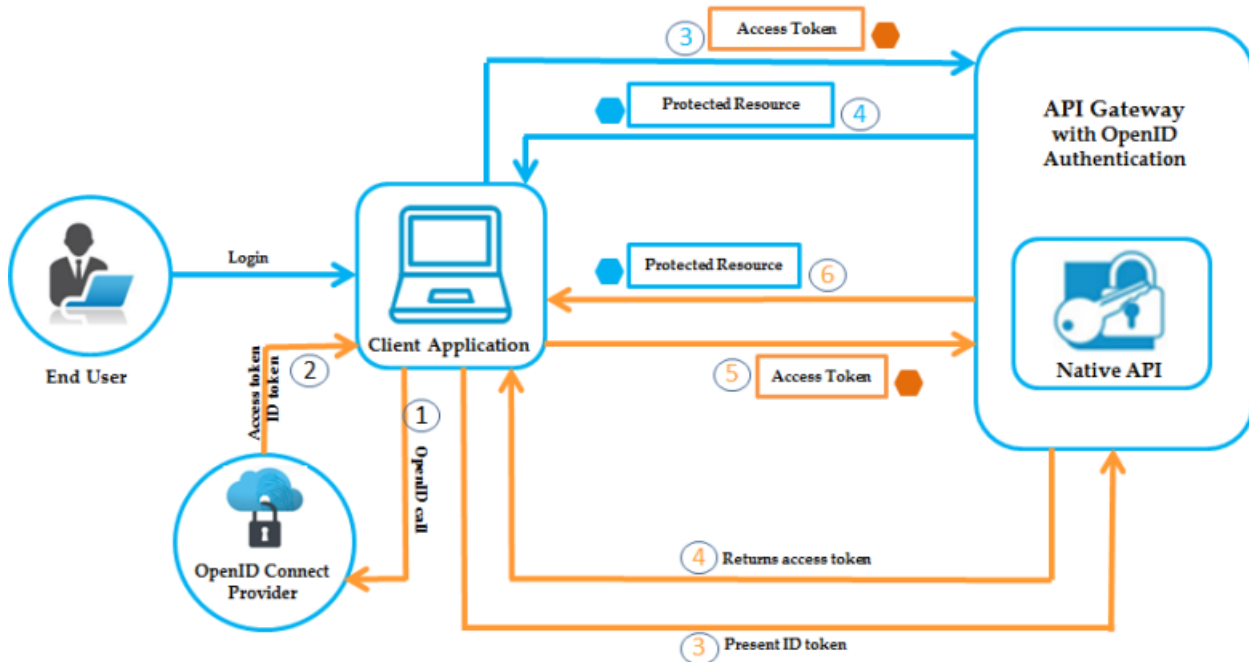 3
Access Token
Protected Resource
4
API Gateway
with OpenID
Authentication
Login
Protected Resource
6
Client Application
End User
2
Access token
ID token
5
Access Token
Native API
1
OpenID call
OpenID Connect
Provider
4
Returns access token
3
Present ID token